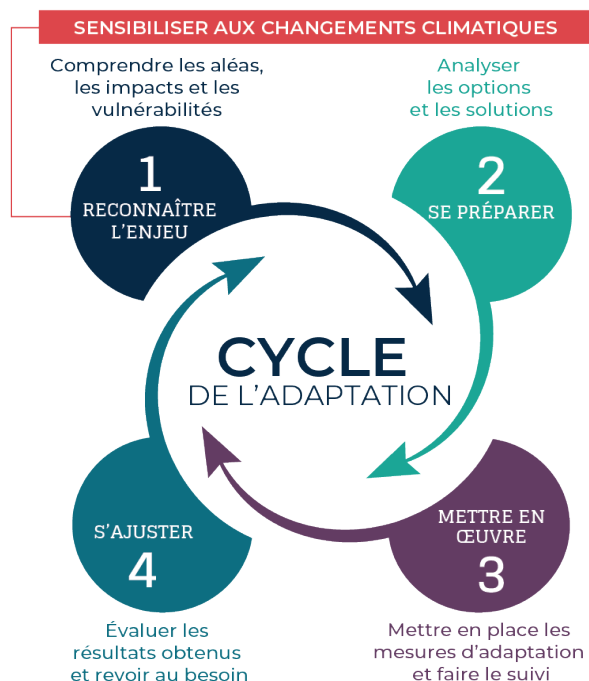 SENSIBILISER AUX CHANGEMENTS CLIMATIQUES
Comprendre les aléas,
les impacts et les
vulnérabilités
1
RECONNAÎTRE
L'ENJEU
Analyser
les options
et les solutions
2
SE PRÉPARER
CYCLE
DE L'ADAPTATION
METTRE EN
ŒUVRE
3
Mettre en place les
mesures d'adaptation
et faire le suivi
S'AJUSTER
4
Évaluer les
résultats obtenus
et revoir au besoin